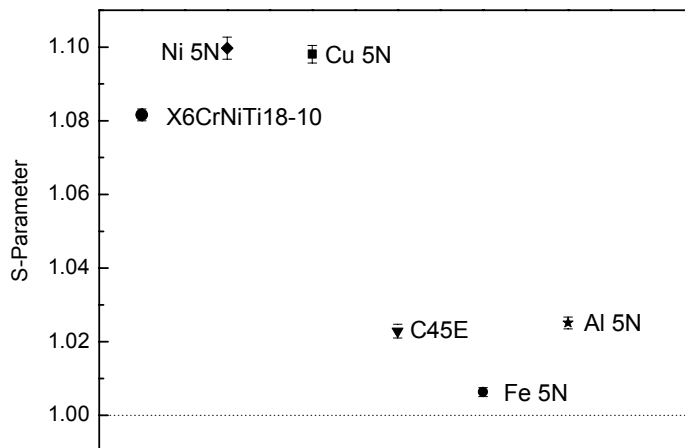 1.10
1.08
1.06
1.04
1.02
1.00
S-Parameter
Ni 5N
Cu 5N
X6CrNiTi18-10
C45E
Al 5N
Fe 5N